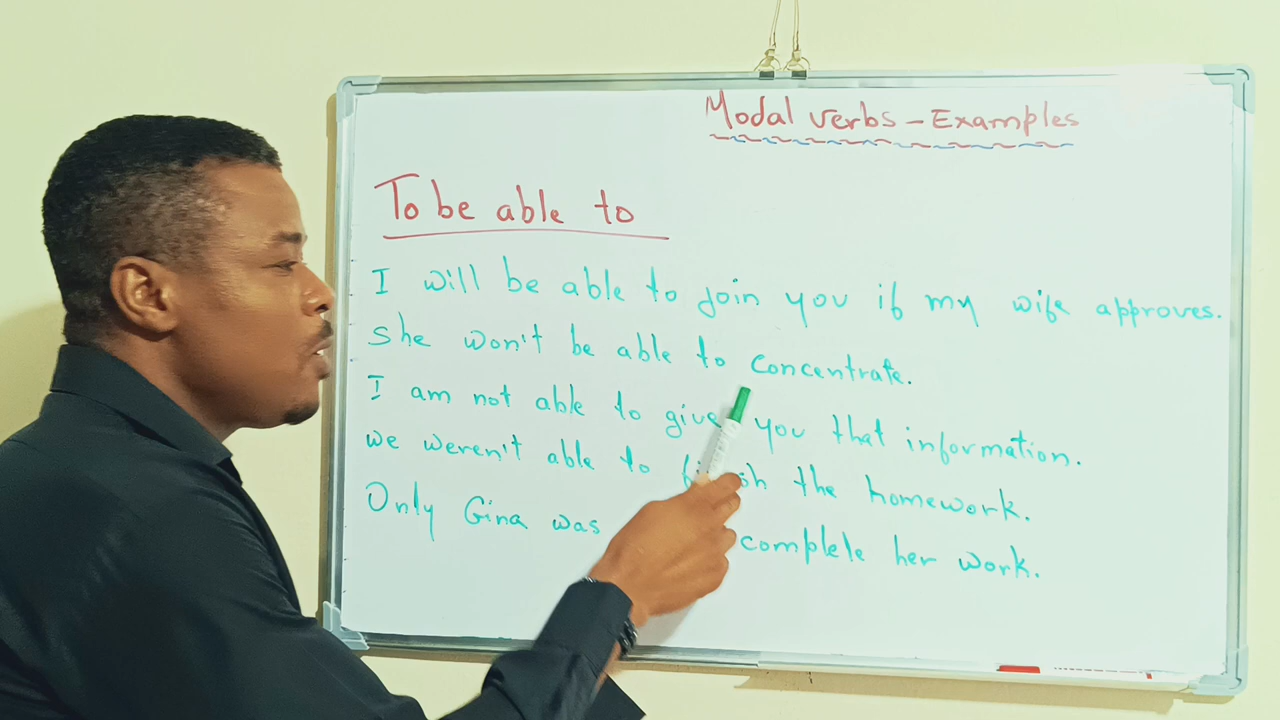 Modal verbs - Examples
To be able to
I will be able to join you if my wife approves.
She won't be able to concentrate.
I am not able to give you that information.
We weren't able to the homework.
Only Gina was complete her work.